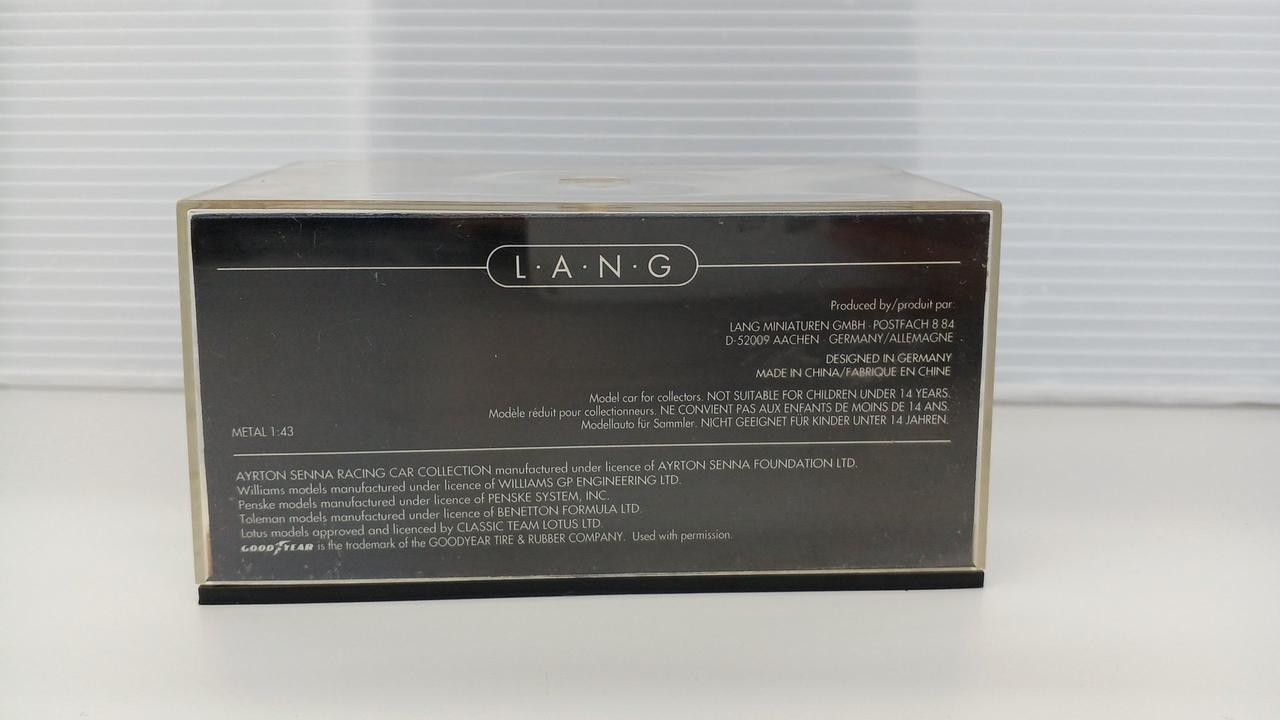 L·A·N·G
Produced by/produit par:
LANG MINIATUREN GMBH · POSTFACH 8 84
D-52009 AACHEN · GERMANY/ALLEMAGNE
DESIGNED IN GERMANY
MADE IN CHINA/FABRIQUE EN CHINE
Model car for collectors. NOT SUITABLE FOR CHILDREN UNDER 14 YEARS.
Modèle réduit pour collectionneurs. NE CONVIENT PAS AUX ENFANTS DE MOINS DE 14 ANS.
Modellauto für Sammler. NICHT GEEIGNET FÜR KINDER UNTER 14 JAHREN.
METAL 1:43
AYRTON SENNA RACING CAR COLLECTION manufactured under licence of AYRTON SENNA FOUNDATION LTD.
Williams models manufactured under licence of WILLIAMS GP ENGINEERING LTD.
Penske models manufactured under licence of PENSKE SYSTEM, INC.
Toleman models manufactured under licence of BENETTON FORMULA LTD.
Lotus models approved and licenced by CLASSIC TEAM LOTUS LTD.
GOODYEAR is the trademark of the GOODYEAR TIRE & RUBBER COMPANY. Used with permission.